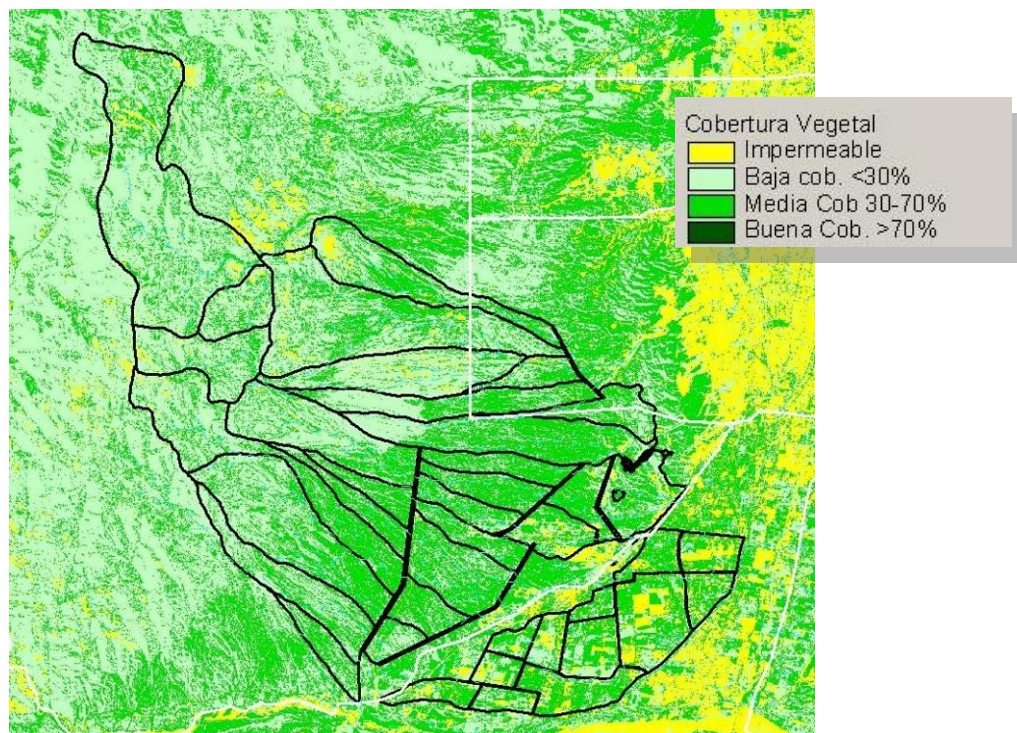 Cobertura Vegetal
Impermeable
Baja cob. <30%
Media Cob 30-70%
Buena Cob. >70%